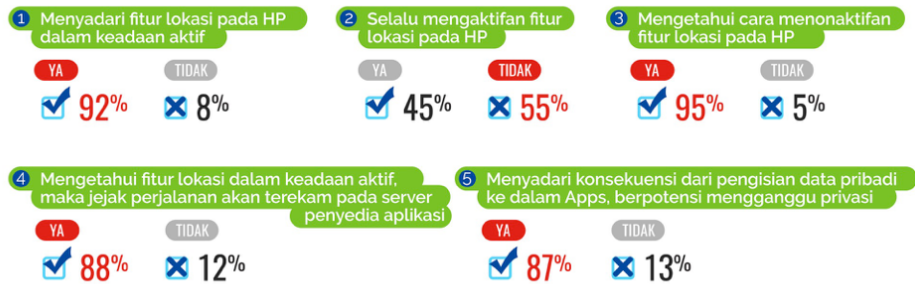 1 Menyadari fitur lokasi pada HP
dalam keadaan aktif
YA TIDAK
92% 8%
2 Selalu mengaktifan fitur
lokasi pada HP
YA TIDAK
45% 55%
3 Mengetahui cara menonaktifan
fitur lokasi pada HP
YA TIDAK
95% 5%
4 Mengetahui fitur lokasi dalam keadaan aktif,
maka jejak perjalanan akan terekam pada server
penyedia aplikasi
YA TIDAK
88% 12%
5 Menyadari konsekuensi dari pengisian data pribadi
ke dalam Apps, berpotensi mengganggu privasi
YA TIDAK
87% 13%